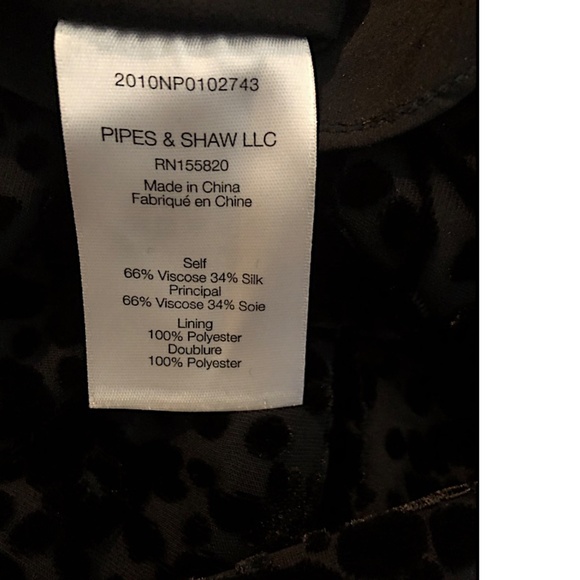 2010NP0102743
PIPES & SHAW LLC
RN155820
Made in China
Fabriqué en Chine
Self
66% Viscose 34% Silk
Principal
66% Viscose 34% Soie
Lining
100% Polyester
Doublure
100% Polyester